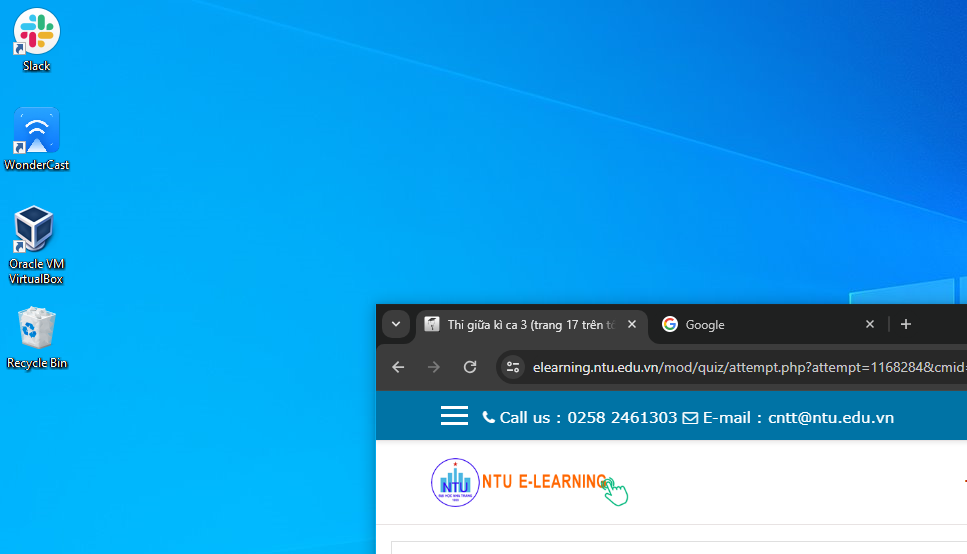 Slack
WonderCast
Oracle VM
VirtualBox
Recycle Bin
Thi giữa kì ca 3 (trang 17 trên
Google
elearning.ntu.edu.vn/mod/quiz/attempt.php?attempt=1168284&cmid=
Call us : 0258 2461303 E-mail : cntt@ntu.edu.vn
NTU
NTU E-LEARNING